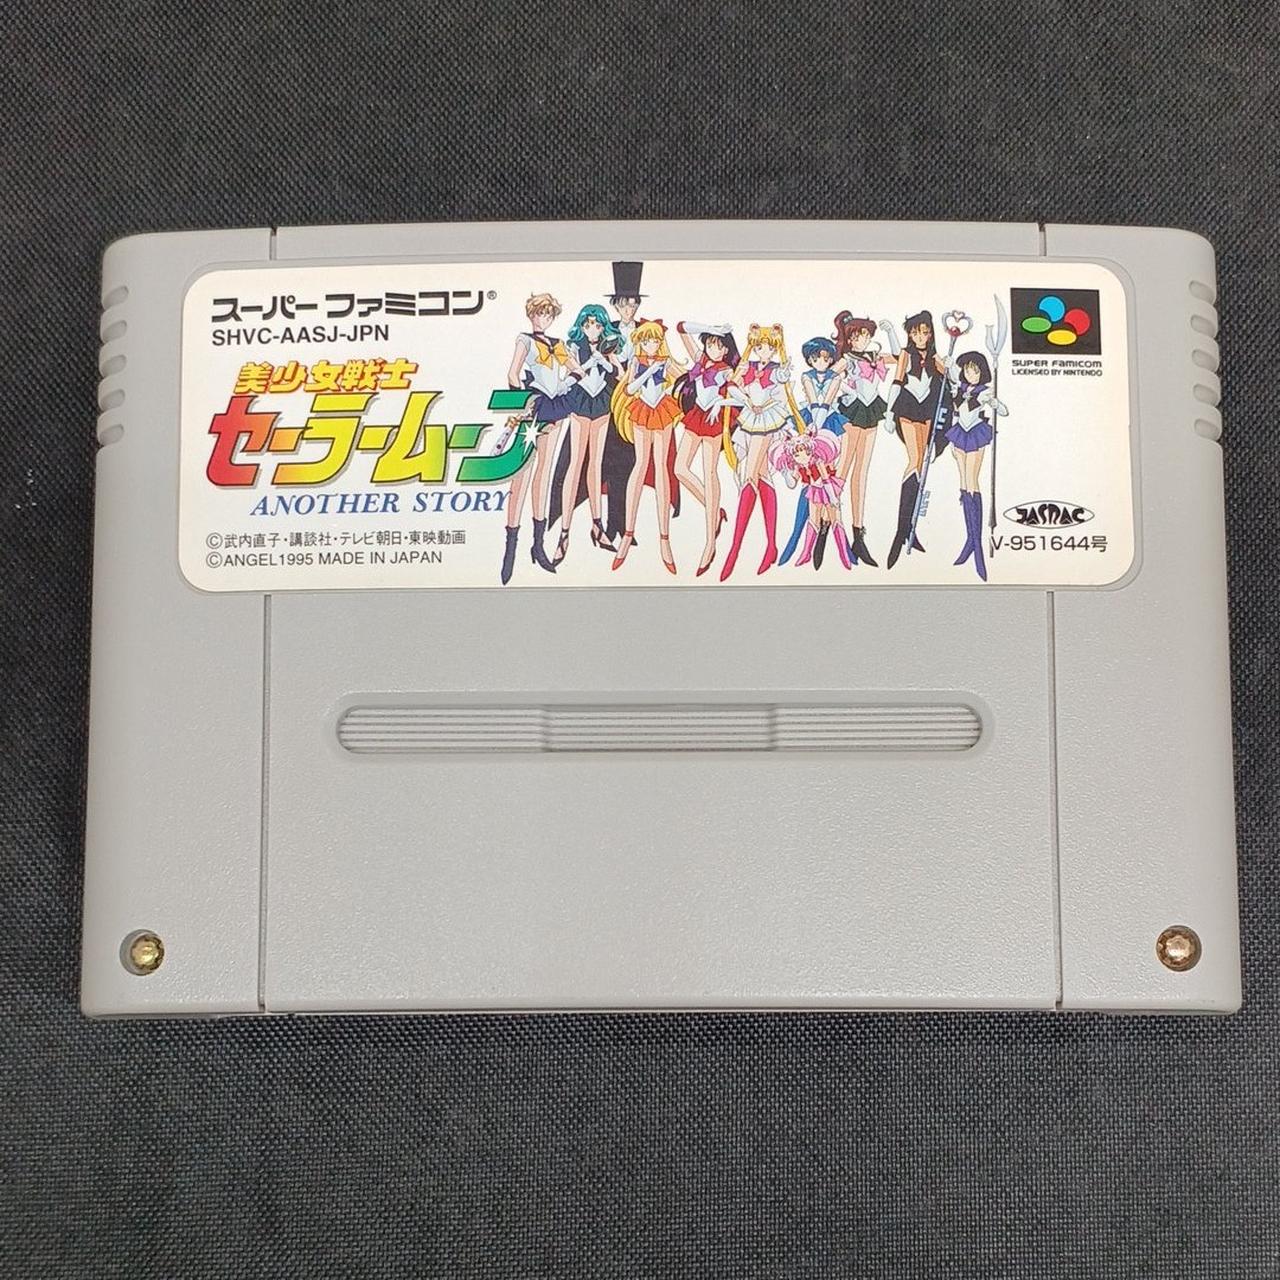 スーパーファミコン®
SHVC-AASJ-JPN
美少女戦士
セーラームーン
ANOTHER STORY
©武内直子・講談社・テレビ朝日・東映動画
©ANGEL1995 MADE IN JAPAN
SUPER FAMICOM
LICENSED BY NINTENDO
JASRAC
V-951644号